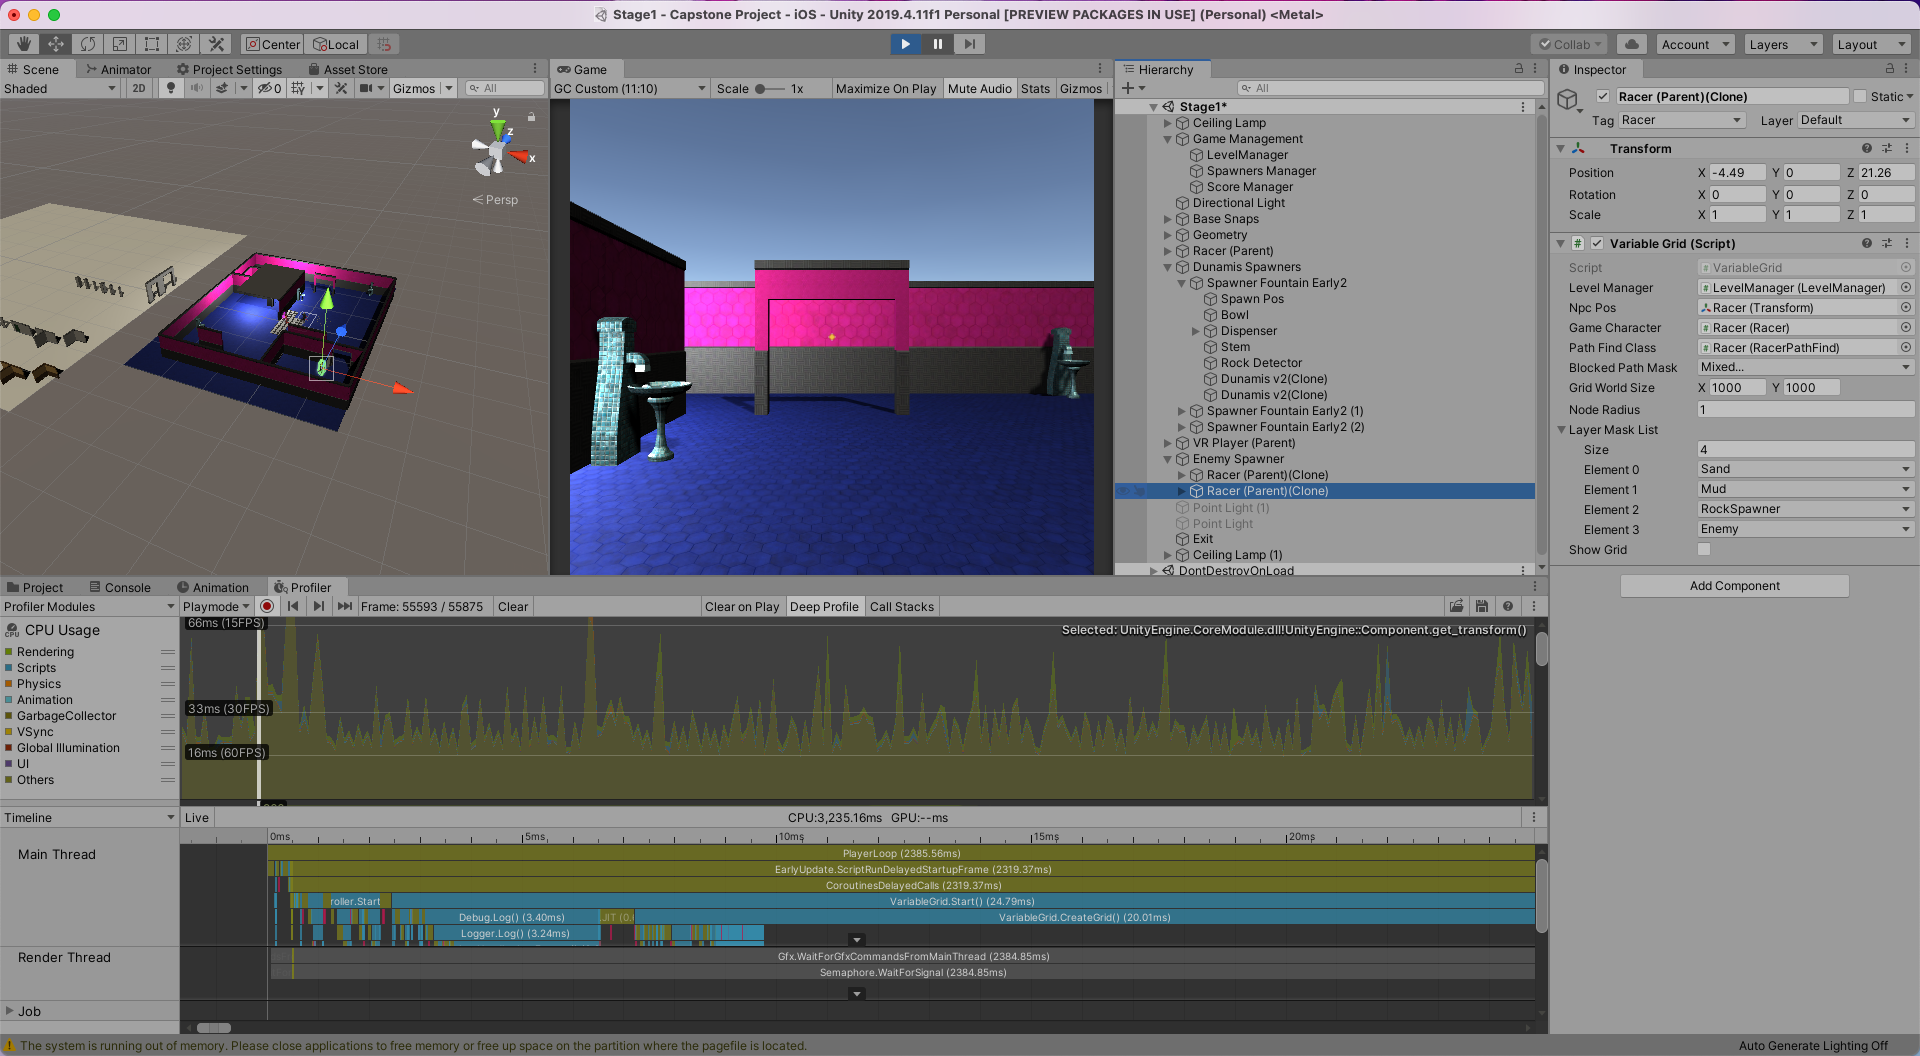 Stage1 - Capstone Project - iOS - Unity 2019.4.11f1 Personal [PREVIEW PACKAGES IN USE] (Personal) <Metal>
Center Local Collab Account Layers Layout
Scene Animator Project Settings Asset Store
Shaded 2D 0 Gizmos All
y
z
x
Persp
Game
GC Custom (11:10) Scale 1x Maximize On Play Mute Audio Stats Gizmos
Hierarchy
All
Stage1*
Ceiling Lamp
Game Management
LevelManager
Spawners Manager
Score Manager
Directional Light
Base Snaps
Geometry
Racer (Parent)
Dunamis Spawners
Spawner Fountain Early2
Spawn Pos
Bowl
Dispenser
Stem
Rock Detector
Dunamis v2(Clone)
Dunamis v2(Clone)
Spawner Fountain Early2 (1)
Spawner Fountain Early2 (2)
VR Player (Parent)
Enemy Spawner
Racer (Parent)(Clone)
Racer (Parent)(Clone)
Point Light (1)
Point Light
Exit
Ceiling Lamp (1)
DontDestroyOnLoad
Inspector
Racer (Parent)(Clone) Static
Tag Racer Layer Default
Transform
Position X -4.49 Y 0 Z 21.26
Rotation X 0 Y 0 Z 0
Scale X 1 Y 1 Z 1
Variable Grid (Script)
Script VariableGrid
Level Manager LevelManager (LevelManager)
Npc Pos Racer (Transform)
Game Character Racer (Racer)
Path Find Class Racer (RacerPathFind)
Blocked Path Mask Mixed...
Grid World Size X 1000 Y 1000
Node Radius 1
Layer Mask List
Size 4
Element 0 Sand
Element 1 Mud
Element 2 RockSpawner
Element 3 Enemy
Show Grid
Add Component
Project Console Animation Profiler
Profiler Modules Playmode Frame: 55593 / 55875 Clear Clear on Play Deep Profile Call Stacks
CPU Usage
Rendering
Scripts
Physics
Animation
GarbageCollector
VSync
Global Illumination
UI
Others
66ms (15FPS)
Selected: UnityEngine.CoreModule.dll!UnityEngine::Component.get_transform()
33ms (30FPS)
16ms (60FPS)
Timeline Live CPU:3,235.16ms GPU:--ms
0ms 5ms 10ms 15ms 20ms
Main Thread
PlayerLoop (2385.56ms)
EarlyUpdate.ScriptRunDelayedStartupFrame (2319.37ms)
CoroutinesDelayedCalls (2319.37ms)
roller.Start VariableGrid.Start() (24.79ms)
Debug.Log() (3.40ms) JIT (0. VariableGrid.CreateGrid() (20.01ms)
Logger.Log() (3.24ms)
Render Thread
Gfx.WaitForGfxCommandsFromMainThread (2384.85ms)
Semaphore.WaitForSignal (2384.85ms)
Job
The system is running out of memory. Please close applications to free memory or free up space on the partition where the pagefile is located.
Auto Generate Lighting Off